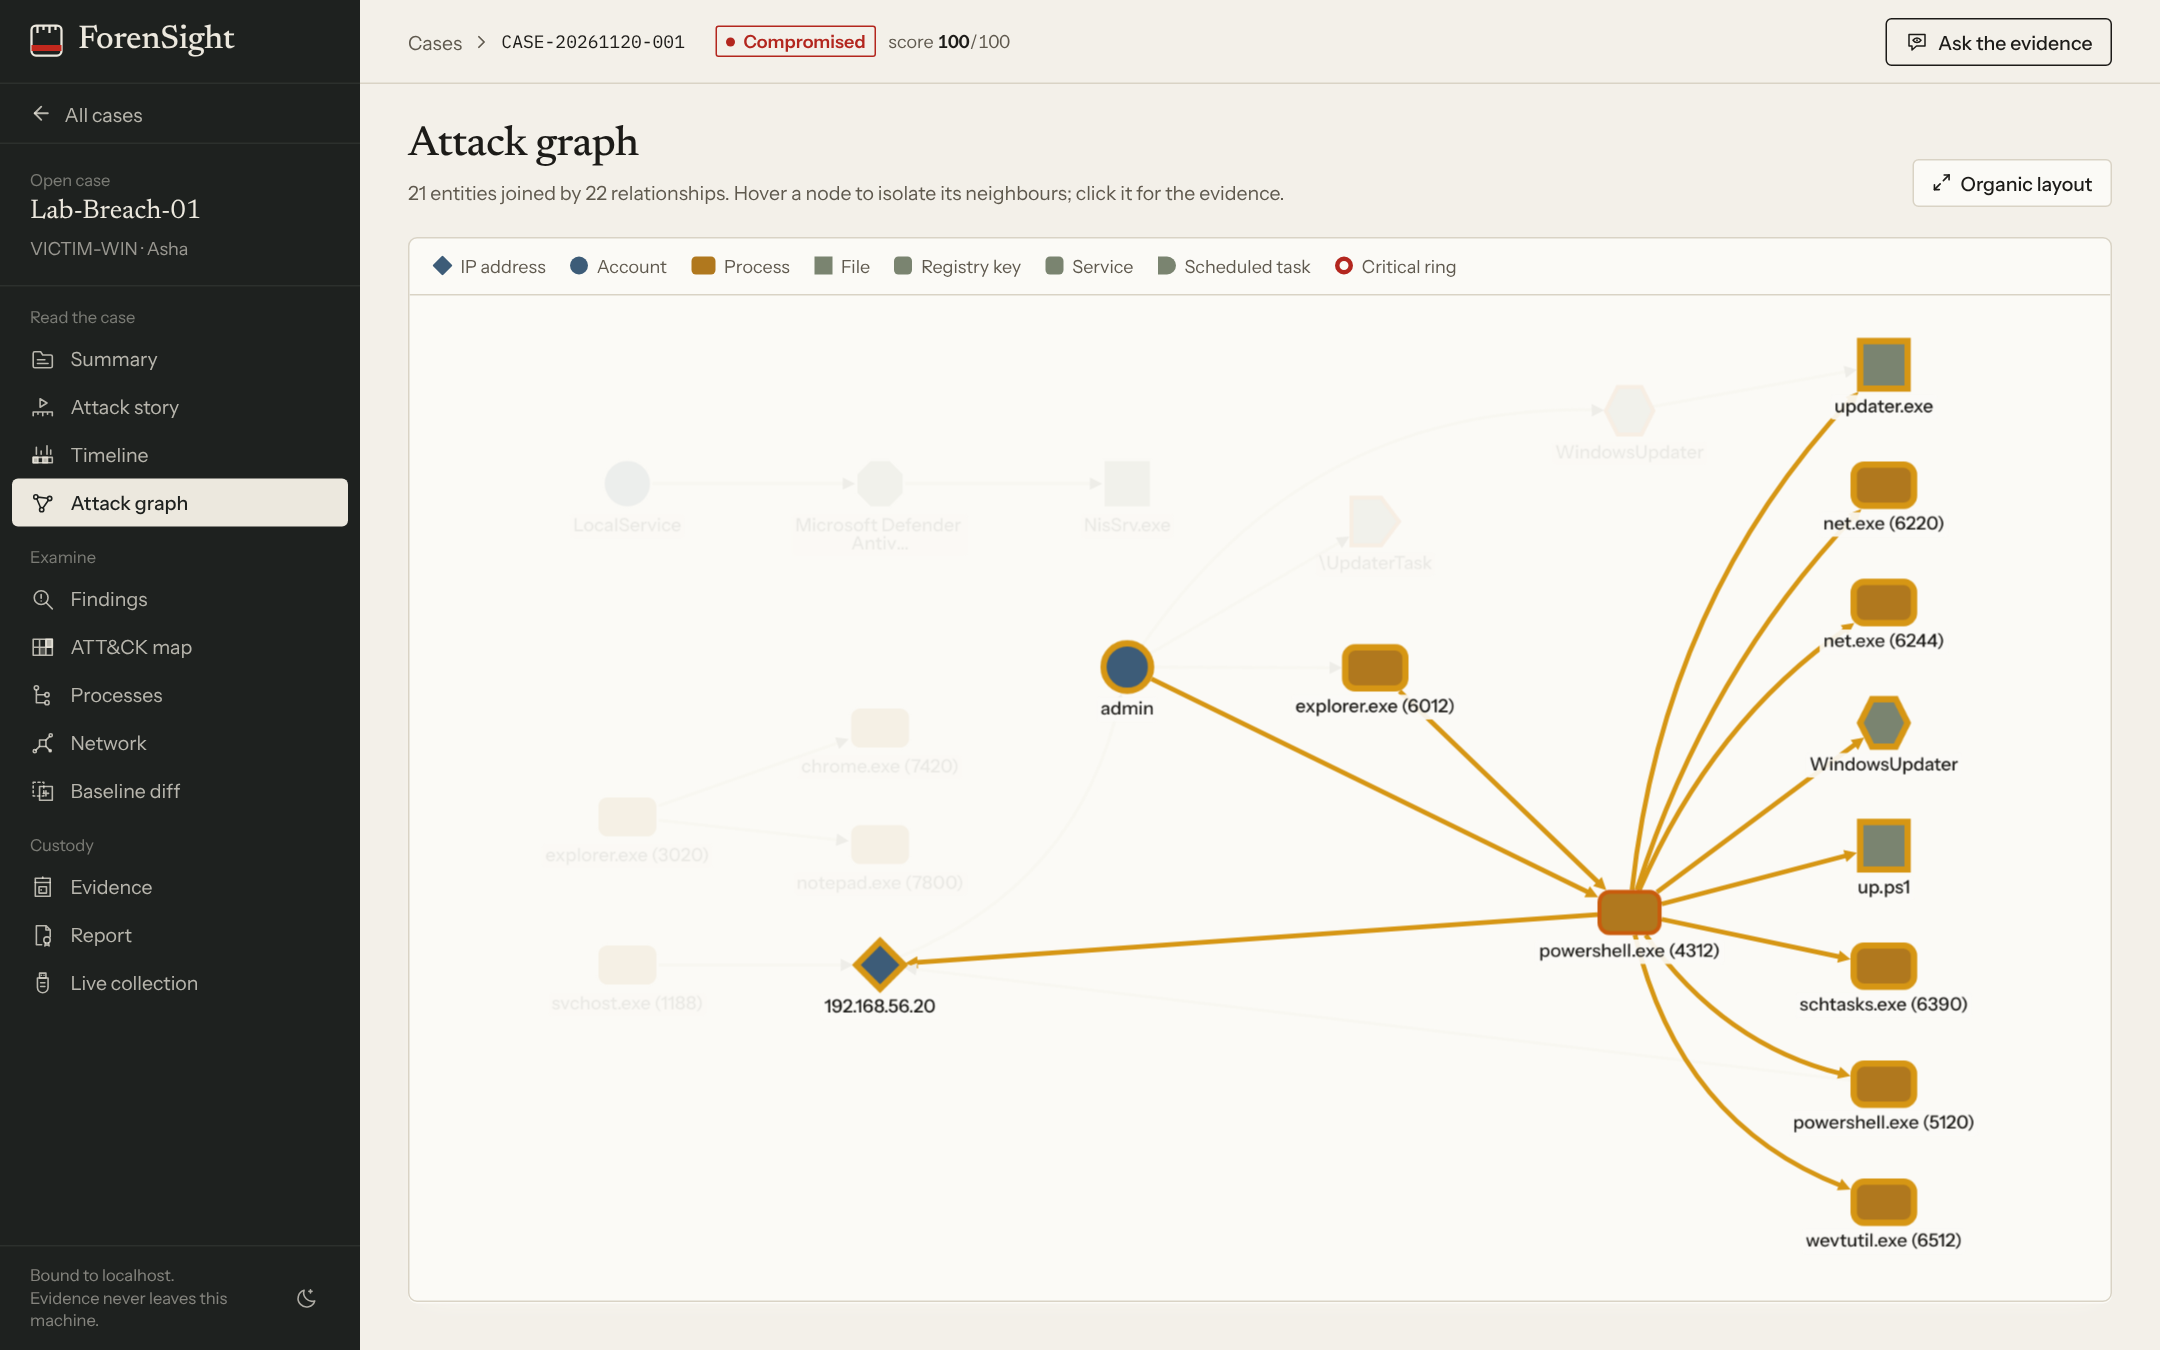 ForenSight
All cases
Open case
Lab-Breach-01
VICTIM-WIN · Asha
Read the case
Summary
Attack story
Timeline
Attack graph
Examine
Findings
ATT&CK map
Processes
Network
Baseline diff
Custody
Evidence
Report
Live collection
Bound to localhost.
Evidence never leaves this
machine.
Cases
CASE-20261120-001
Compromised
score 100/100
Ask the evidence
Attack graph
21 entities joined by 22 relationships. Hover a node to isolate its neighbours; click it for the evidence.
Organic layout
IP address
Account
Process
File
Registry key
Service
Scheduled task
Critical ring
updater.exe
WindowsUpdater
net.exe (6220)
LocalService
Microsoft Defender
Antiv...
NisSrv.exe
\UpdaterTask
net.exe (6244)
admin
explorer.exe (6012)
WindowsUpdater
chrome.exe (7420)
explorer.exe (3020)
notepad.exe (7800)
up.ps1
powershell.exe (4312)
svchost.exe (1188)
192.168.56.20
schtasks.exe (6390)
powershell.exe (5120)
wevtutil.exe (6512)